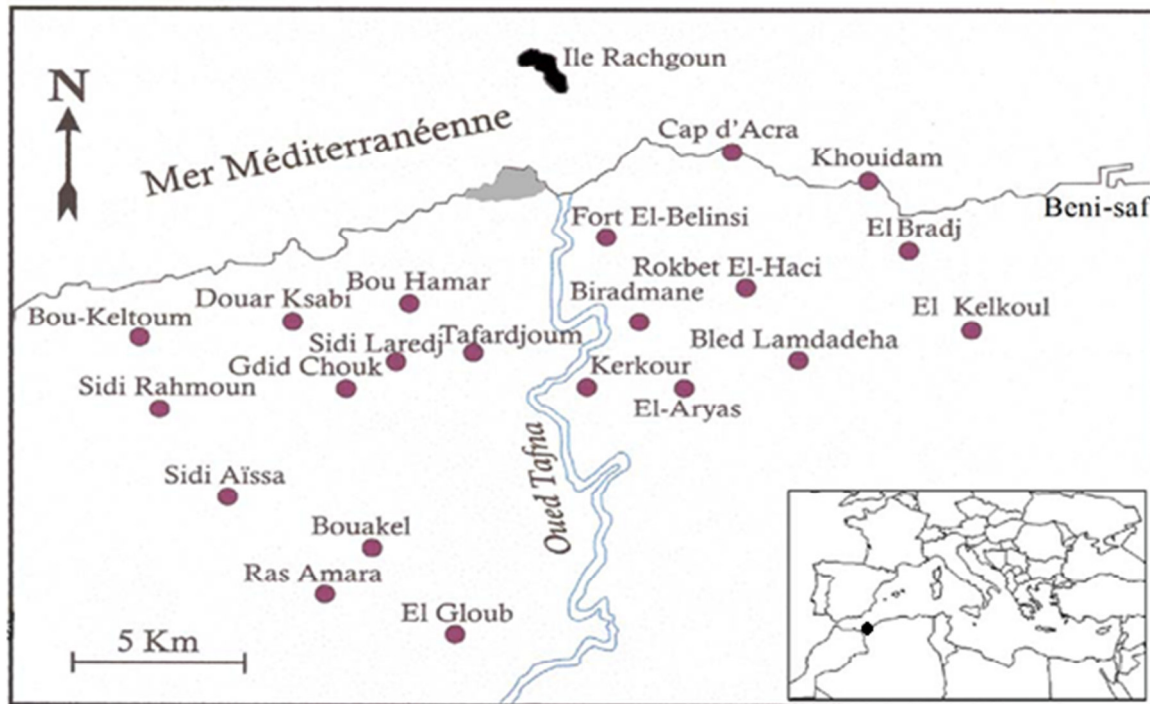 Ile Rachgoun
N
Mer Méditerranéenne
Cap d'Acra
Khouidam
Beni-saf
Fort El-Belinsi
El Bradj
Rokbet El-Haci
Bou Hamar
Biradmane
Douar Ksabi
El Kelkoul
Bou-Keltoum
Sidi Laredj
Tafardjoum
Bled Lamdadeha
Gdid Chouk
Kerkour
Sidi Rahmoun
El-Aryas
Oued Tafna
Sidi Aïssa
Bouakel
Ras Amara
El Gloub
5 Km